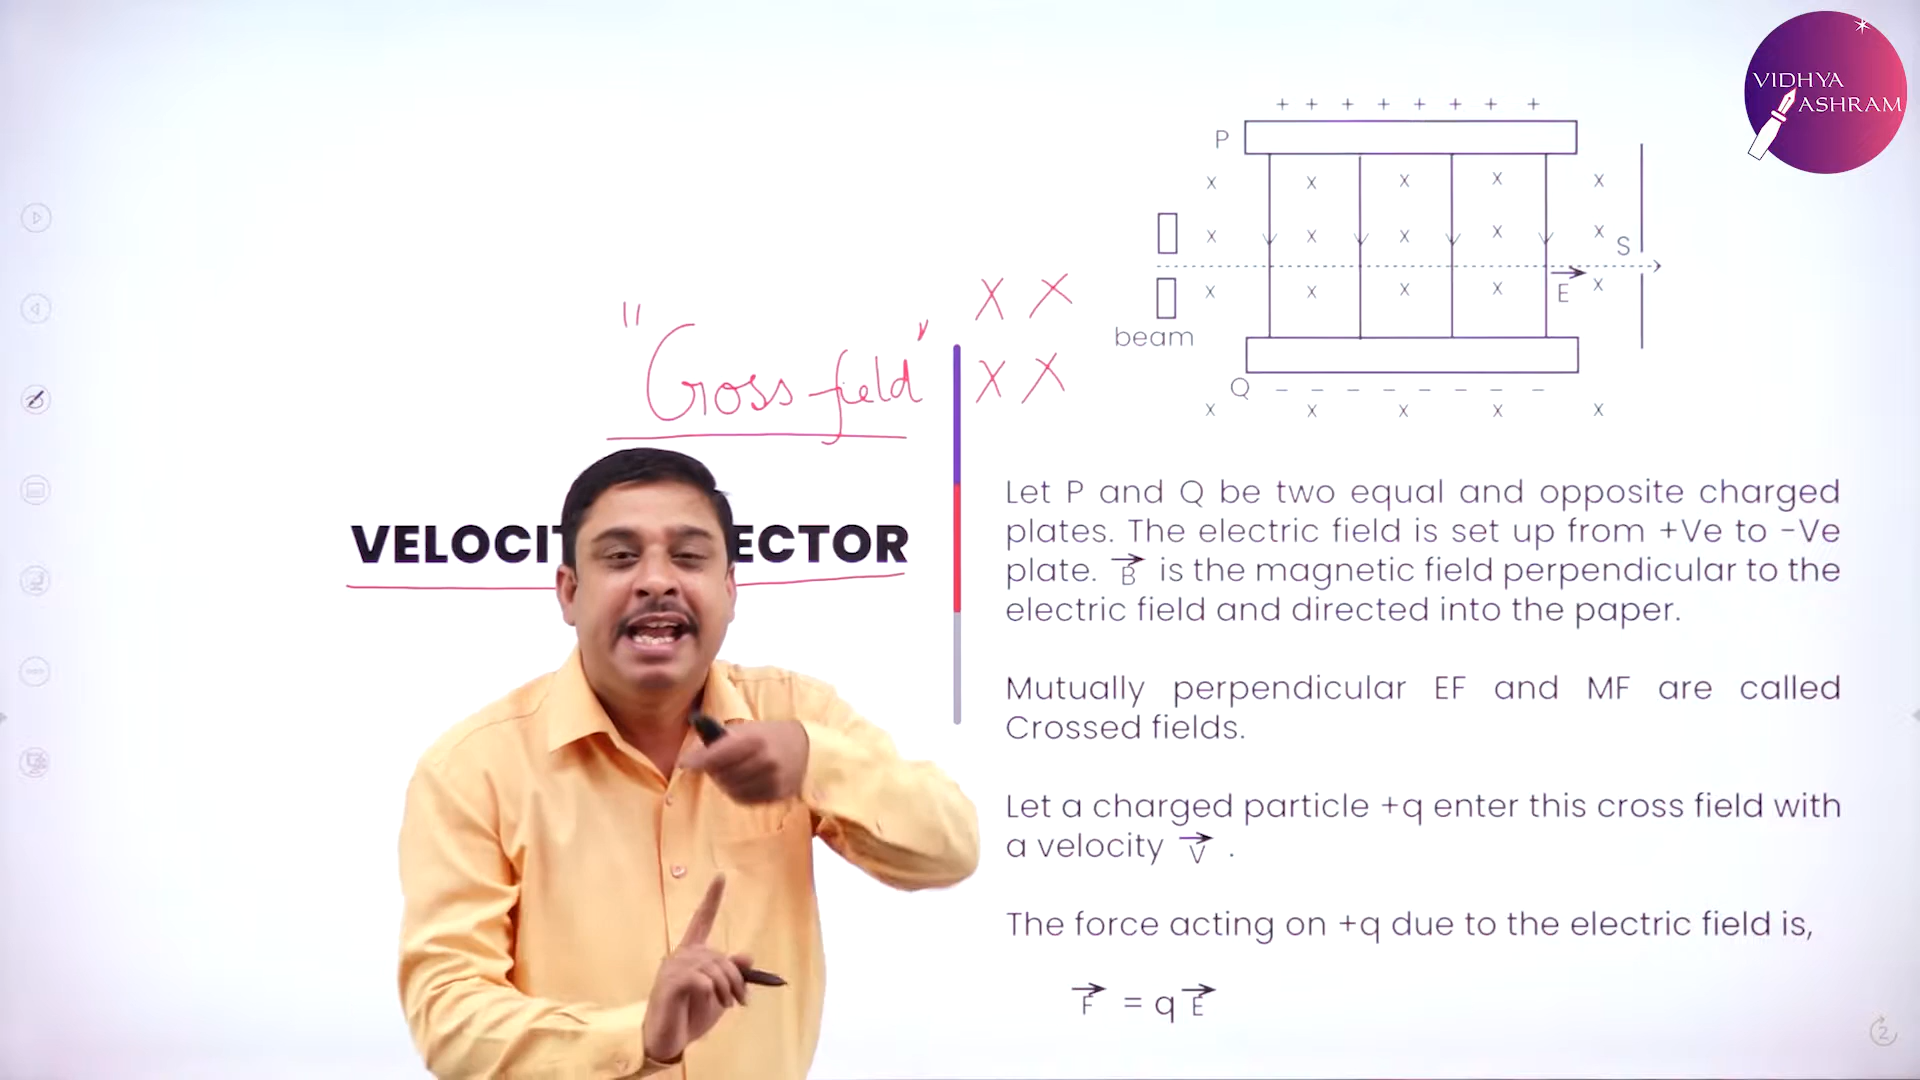 VIDHYA
ASHRAM
+ + + + + + + +
P
x x x x x
x x x x x
S
x x x x x
E
beam
Q
− − − − − − − −
x x x x x
"Cross field"
X X
X X
VELOCIT ECTOR
Let P and Q be two equal and opposite charged
plates. The electric field is set up from +Ve to -Ve
plate. B⃗ is the magnetic field perpendicular to the
electric field and directed into the paper.
Mutually perpendicular EF and MF are called
Crossed fields.
Let a charged particle +q enter this cross field with
a velocity V⃗ .
The force acting on +q due to the electric field is,
F⃗ = q E⃗
2